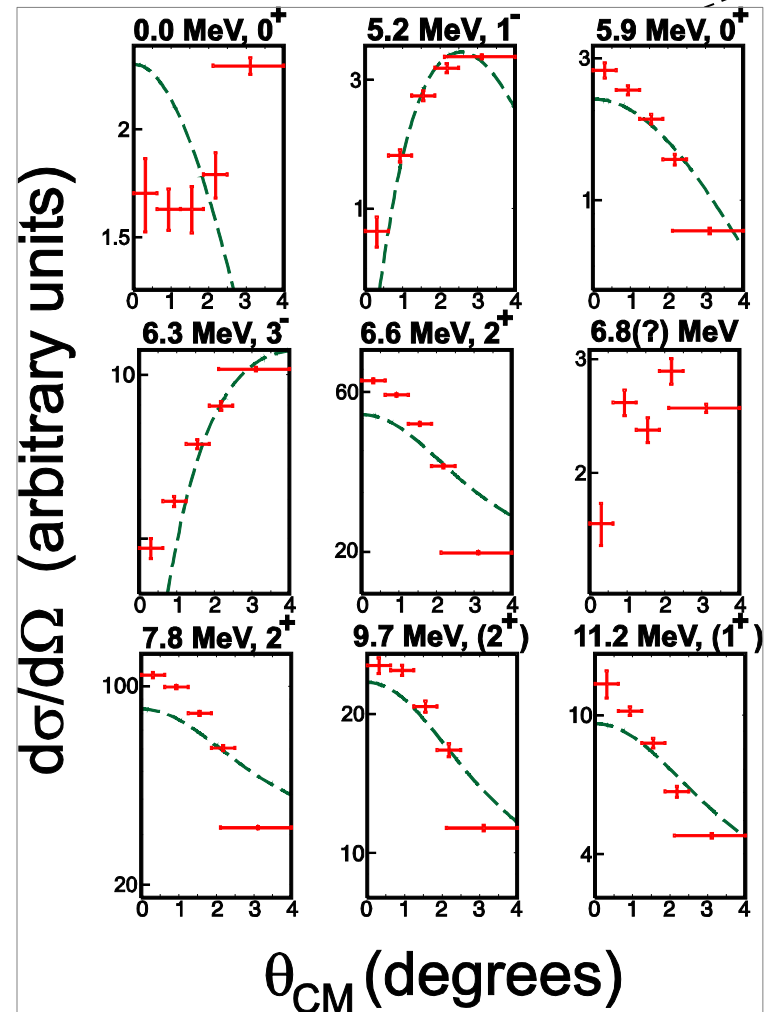 0.0 MeV, 0+
5.2 MeV, 1-
5.9 MeV, 0+
2
1.5
3
1
3
1
0 1 2 3 4
0 1 2 3 4
0 1 2 3 4
6.3 MeV, 3-
6.6 MeV, 2+
6.8(?) MeV
10
60
20
3
2
0 1 2 3 4
0 1 2 3 4
0 1 2 3 4
7.8 MeV, 2+
9.7 MeV, (2+)
11.2 MeV, (1+)
100
20
20
10
10
4
0 1 2 3 4
0 1 2 3 4
0 1 2 3 4
dσ/dΩ (arbitrary units)
θCM (degrees)